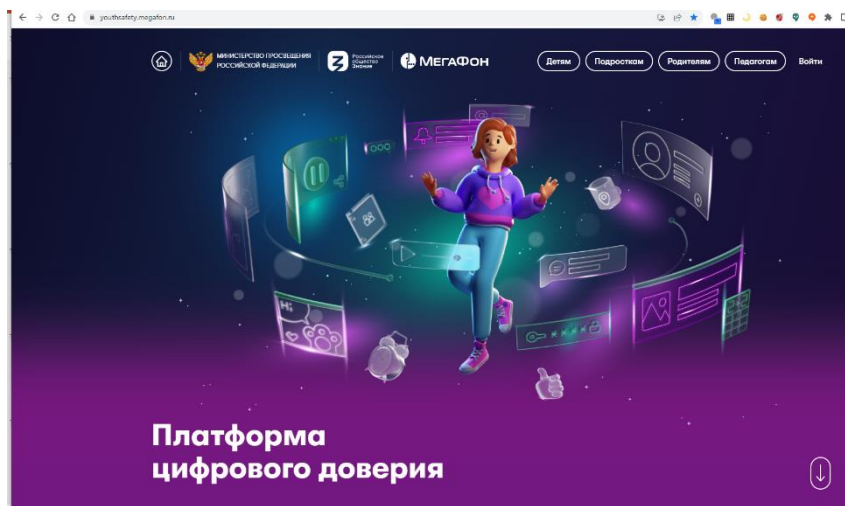 youthsafety.megafon.ru
МИНИСТЕРСТВО ПРОСВЕЩЕНИЯ
РОССИЙСКОЙ ФЕДЕРАЦИИ
Российское
общество
Знание
МЕГАФОН
Детям
Подросткам
Родителям
Педагогам
Войти
Hi
Платформа
цифрового доверия